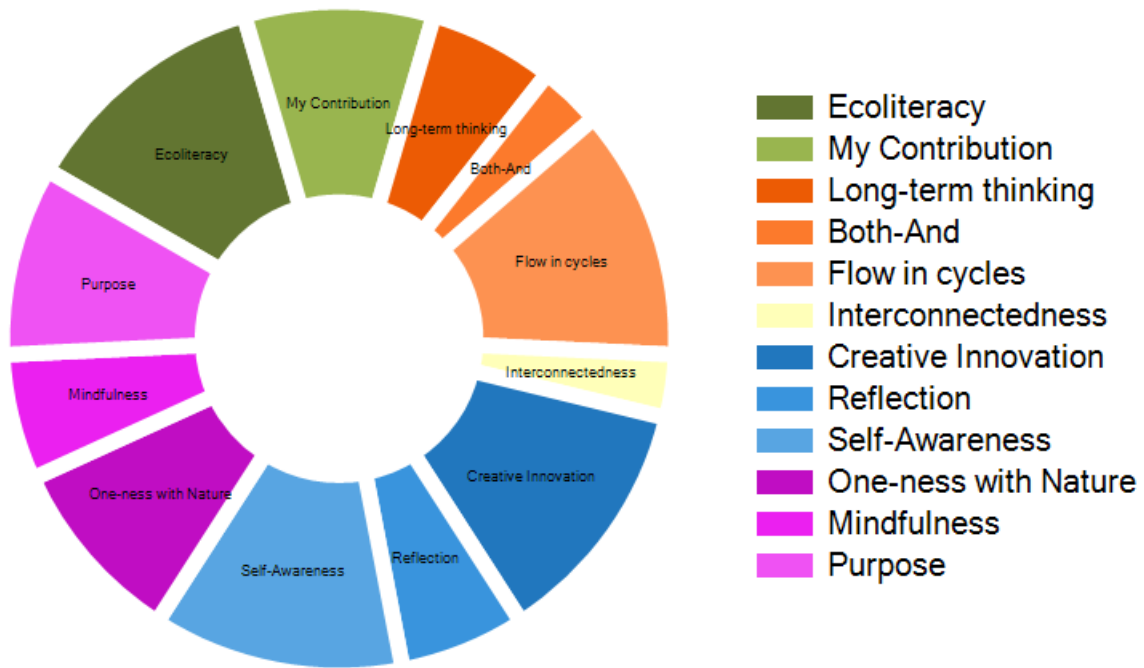 My Contribution
Long-term thinking
Ecoliteracy
Both-And
Flow in cycles
Purpose
Interconnectedness
Mindfulness
Creative Innovation
One-ness with Nature
Reflection
Self-Awareness
Ecoliteracy
My Contribution
Long-term thinking
Both-And
Flow in cycles
Interconnectedness
Creative Innovation
Reflection
Self-Awareness
One-ness with Nature
Mindfulness
Purpose